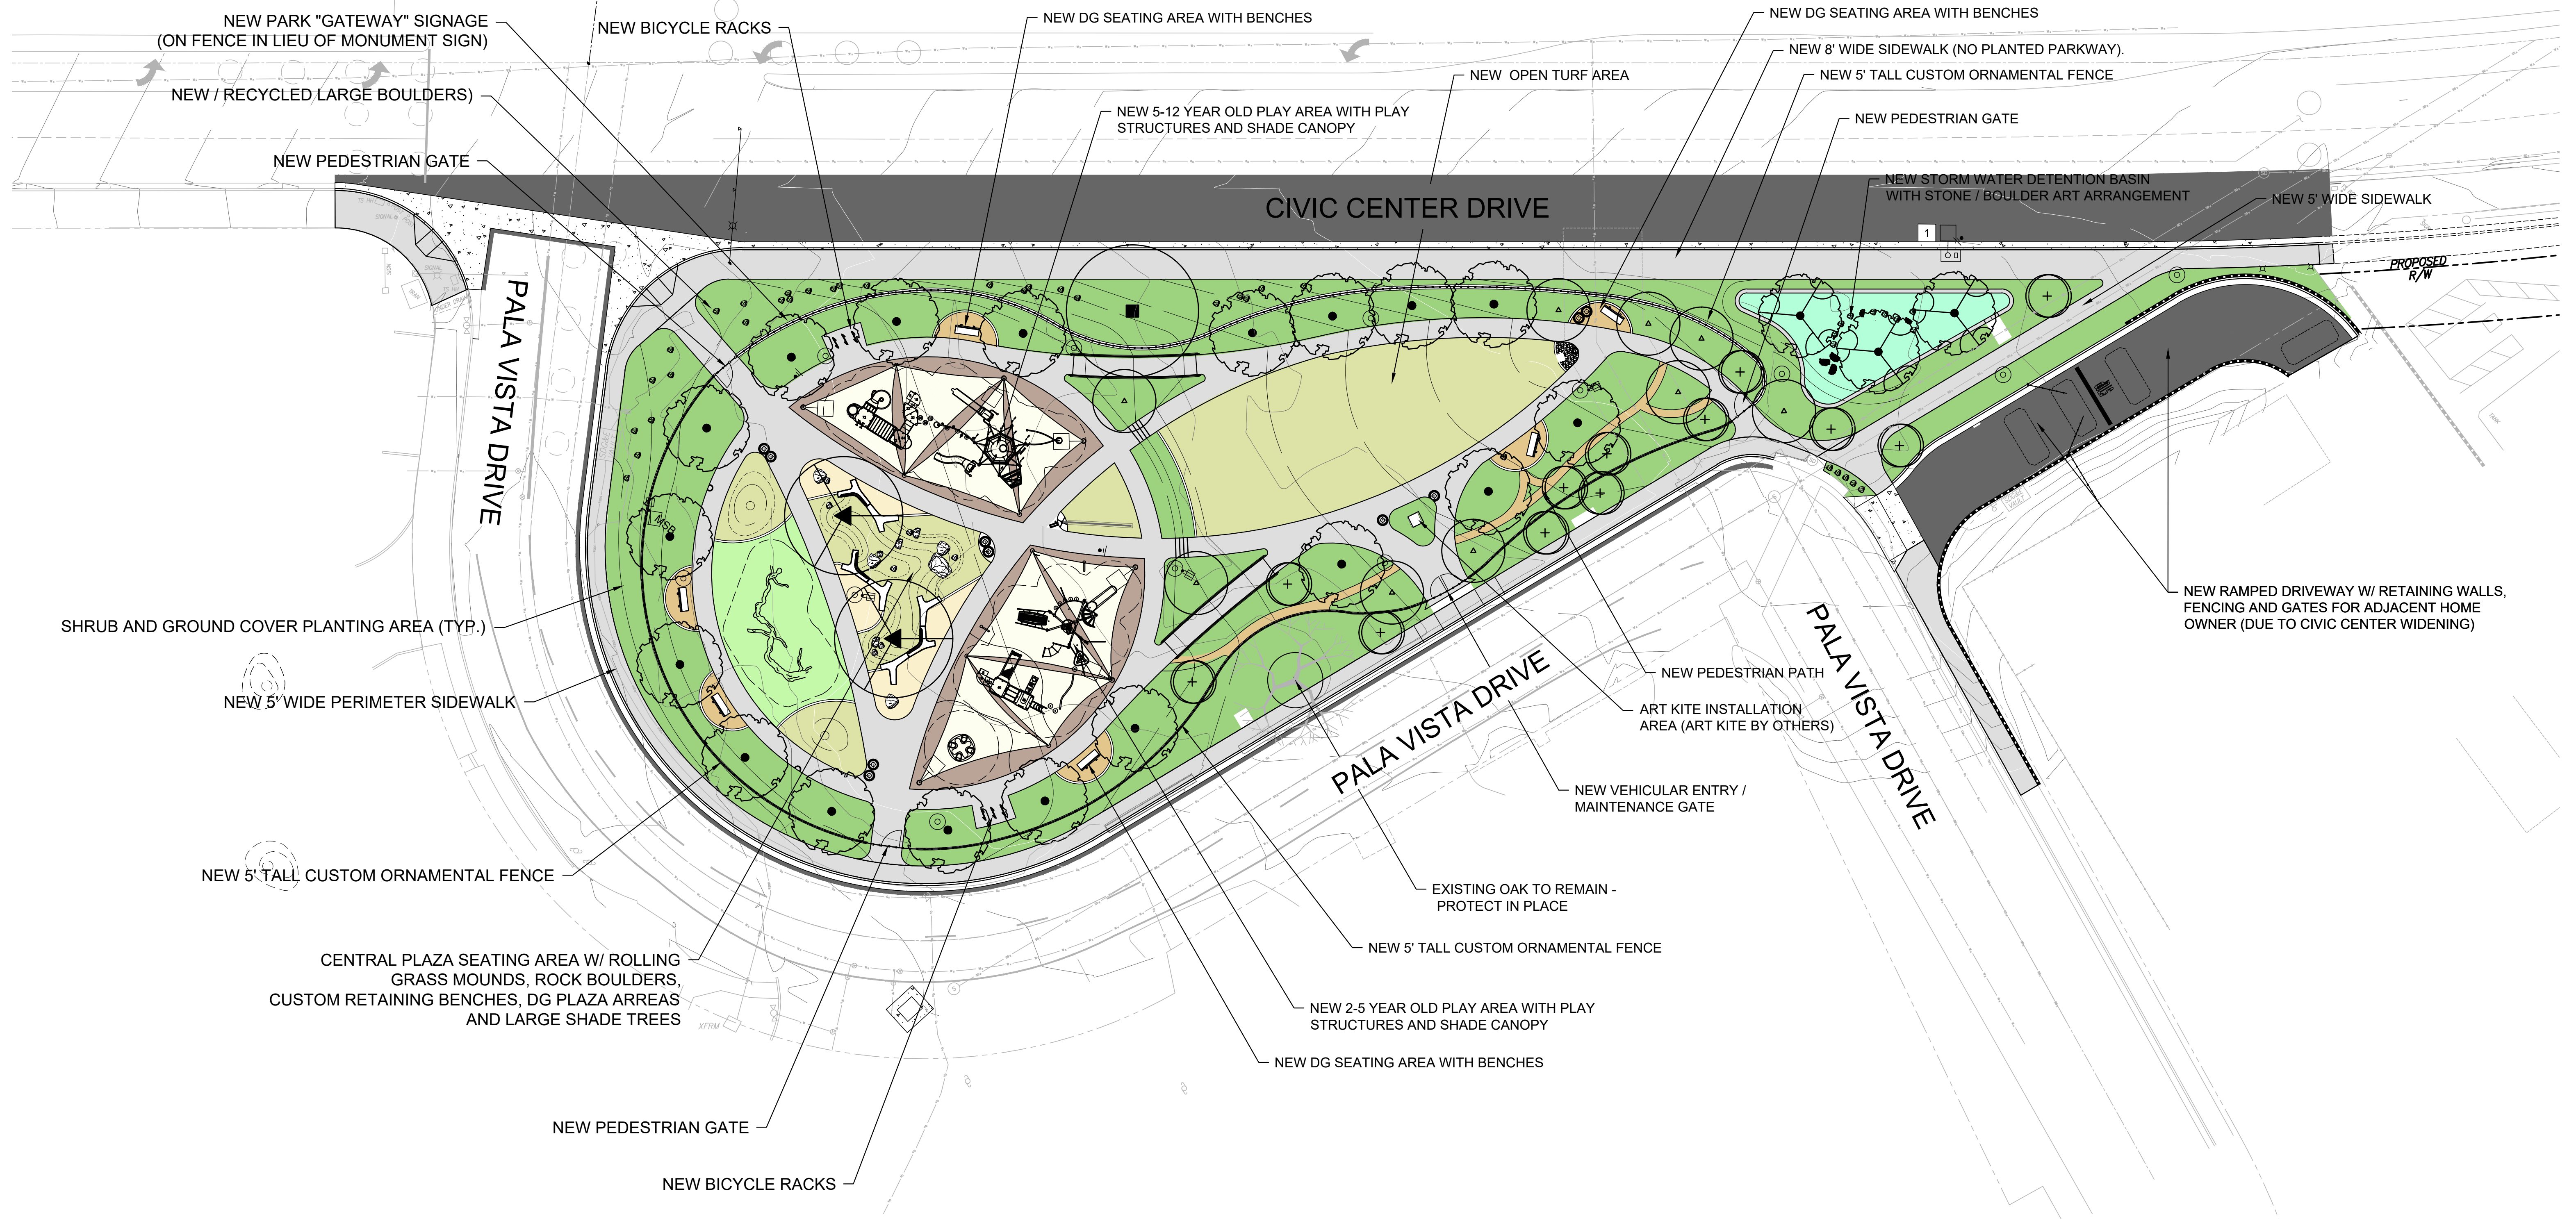 NEW PARK "GATEWAY" SIGNAGE
(ON FENCE IN LIEU OF MONUMENT SIGN)
NEW BICYCLE RACKS
NEW DG SEATING AREA WITH BENCHES
NEW DG SEATING AREA WITH BENCHES
NEW 8' WIDE SIDEWALK (NO PLANTED PARKWAY).
NEW OPEN TURF AREA
NEW 5' TALL CUSTOM ORNAMENTAL FENCE
NEW / RECYCLED LARGE BOULDERS)
NEW 5-12 YEAR OLD PLAY AREA WITH PLAY
STRUCTURES AND SHADE CANOPY
NEW PEDESTRIAN GATE
NEW PEDESTRIAN GATE
NEW STORM WATER DETENTION BASIN
WITH STONE / BOULDER ART ARRANGEMENT
NEW 5' WIDE SIDEWALK
CIVIC CENTER DRIVE
1
PROPOSED
R/W
SIGNAL
SIGNAL
PALA VISTA DRIVE
MSB
SHRUB AND GROUND COVER PLANTING AREA (TYP.)
NEW RAMPED DRIVEWAY W/ RETAINING WALLS,
FENCING AND GATES FOR ADJACENT HOME
OWNER (DUE TO CIVIC CENTER WIDENING)
NEW 5' WIDE PERIMETER SIDEWALK
NEW PEDESTRIAN PATH
PALA VISTA DRIVE
PALA VISTA DRIVE
ART KITE INSTALLATION
AREA (ART KITE BY OTHERS)
NEW VEHICULAR ENTRY /
MAINTENANCE GATE
NEW 5' TALL CUSTOM ORNAMENTAL FENCE
EXISTING OAK TO REMAIN -
PROTECT IN PLACE
NEW 5' TALL CUSTOM ORNAMENTAL FENCE
CENTRAL PLAZA SEATING AREA W/ ROLLING
GRASS MOUNDS, ROCK BOULDERS,
CUSTOM RETAINING BENCHES, DG PLAZA ARREAS
AND LARGE SHADE TREES
XFRM
NEW 2-5 YEAR OLD PLAY AREA WITH PLAY
STRUCTURES AND SHADE CANOPY
NEW DG SEATING AREA WITH BENCHES
NEW PEDESTRIAN GATE
NEW BICYCLE RACKS